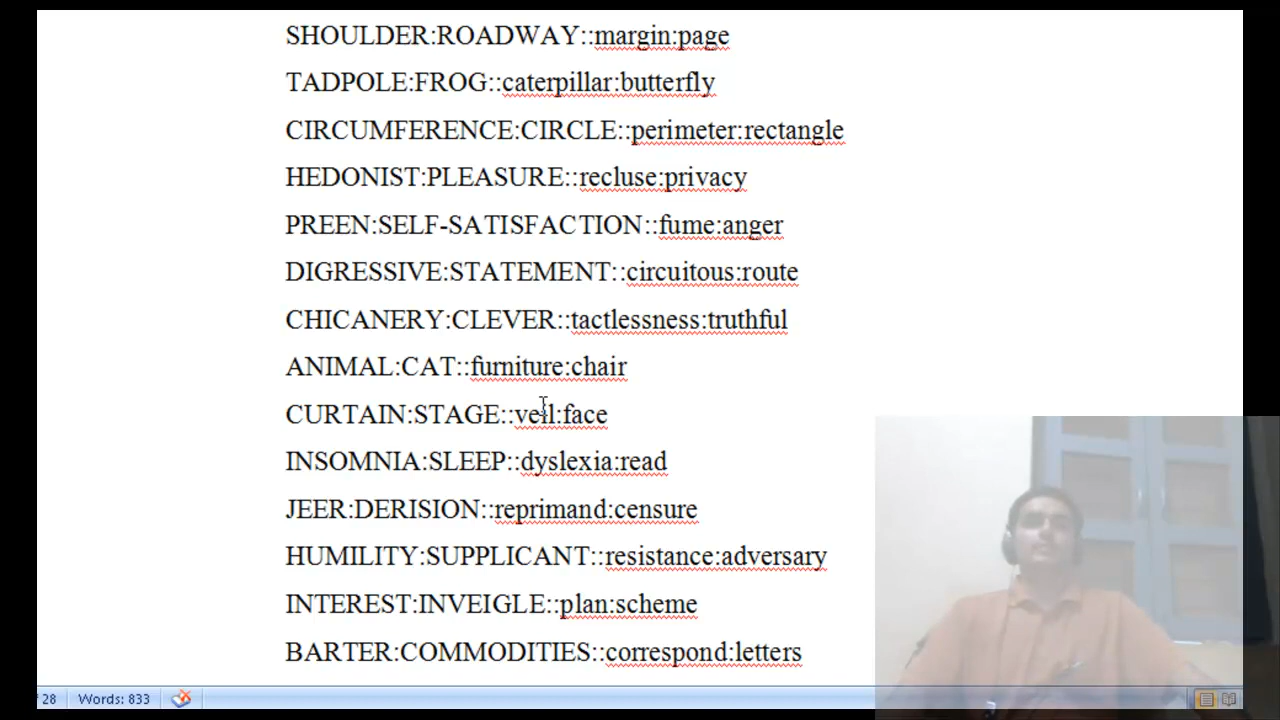 SHOULDER:ROADWAY::margin:page
TADPOLE:FROG::caterpillar:butterfly
CIRCUMFERENCE:CIRCLE::perimeter:rectangle
HEDONIST:PLEASURE::recluse:privacy
PREEN:SELF-SATISFACTION::fume:anger
DIGRESSIVE:STATEMENT::circuitous:route
CHICANERY:CLEVER::tactlessness:truthful
ANIMAL:CAT::furniture:chair
CURTAIN:STAGE::veil:face
INSOMNIA:SLEEP::dyslexia:read
JEER:DERISION::reprimand:censure
HUMILITY:SUPPLICANT::resistance:adversary
INTEREST:INVEIGLE::plan:scheme
BARTER:COMMODITIES::correspond:letters
28 Words: 833